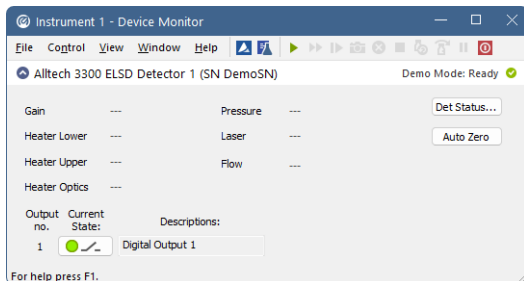 Instrument 1 - Device Monitor
File Control View Window Help
Alltech 3300 ELSD Detector 1 (SN DemoSN) Demo Mode: Ready
Gain --- Pressure --- Det Status...
Heater Lower --- Laser --- Auto Zero
Heater Upper --- Flow ---
Heater Optics ---
Output Current
no. State: Descriptions:
1 Digital Output 1
For help press F1.